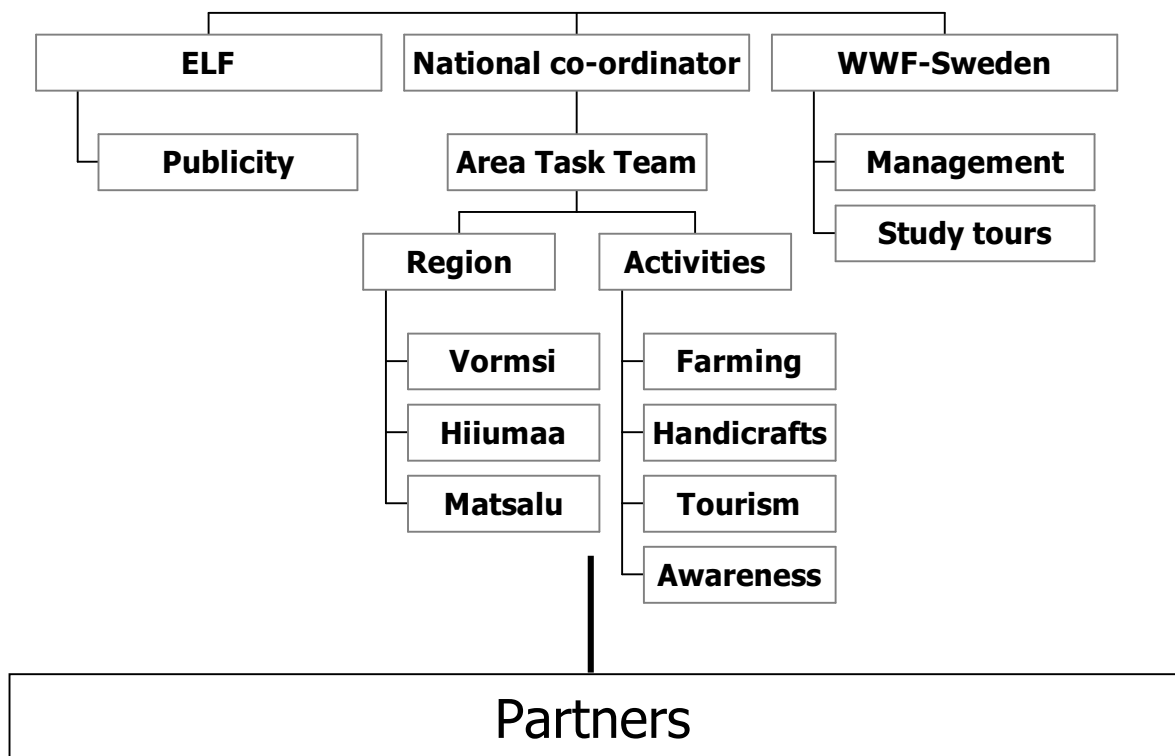 ELF
National co-ordinator
WWF-Sweden
Publicity
Area Task Team
Management
Study tours
Region
Activities
Vormsi
Hiiumaa
Matsalu
Farming
Handicrafts
Tourism
Awareness
Partners